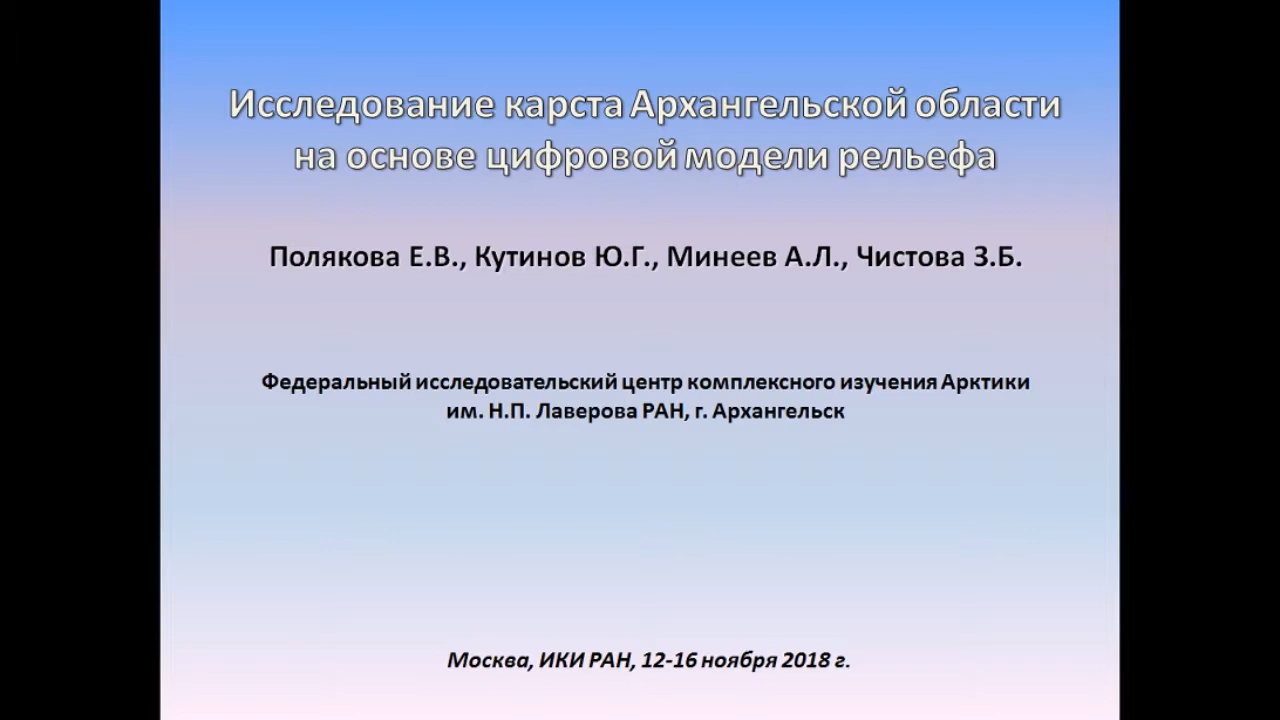 Исследование карста Архангельской области
на основе цифровой модели рельефа
Полякова Е.В., Кутинов Ю.Г., Минеев А.Л., Чистова З.Б.
Федеральный исследовательский центр комплексного изучения Арктики
им. Н.П. Лаверова РАН, г. Архангельск
Москва, ИКИ РАН, 12-16 ноября 2018 г.